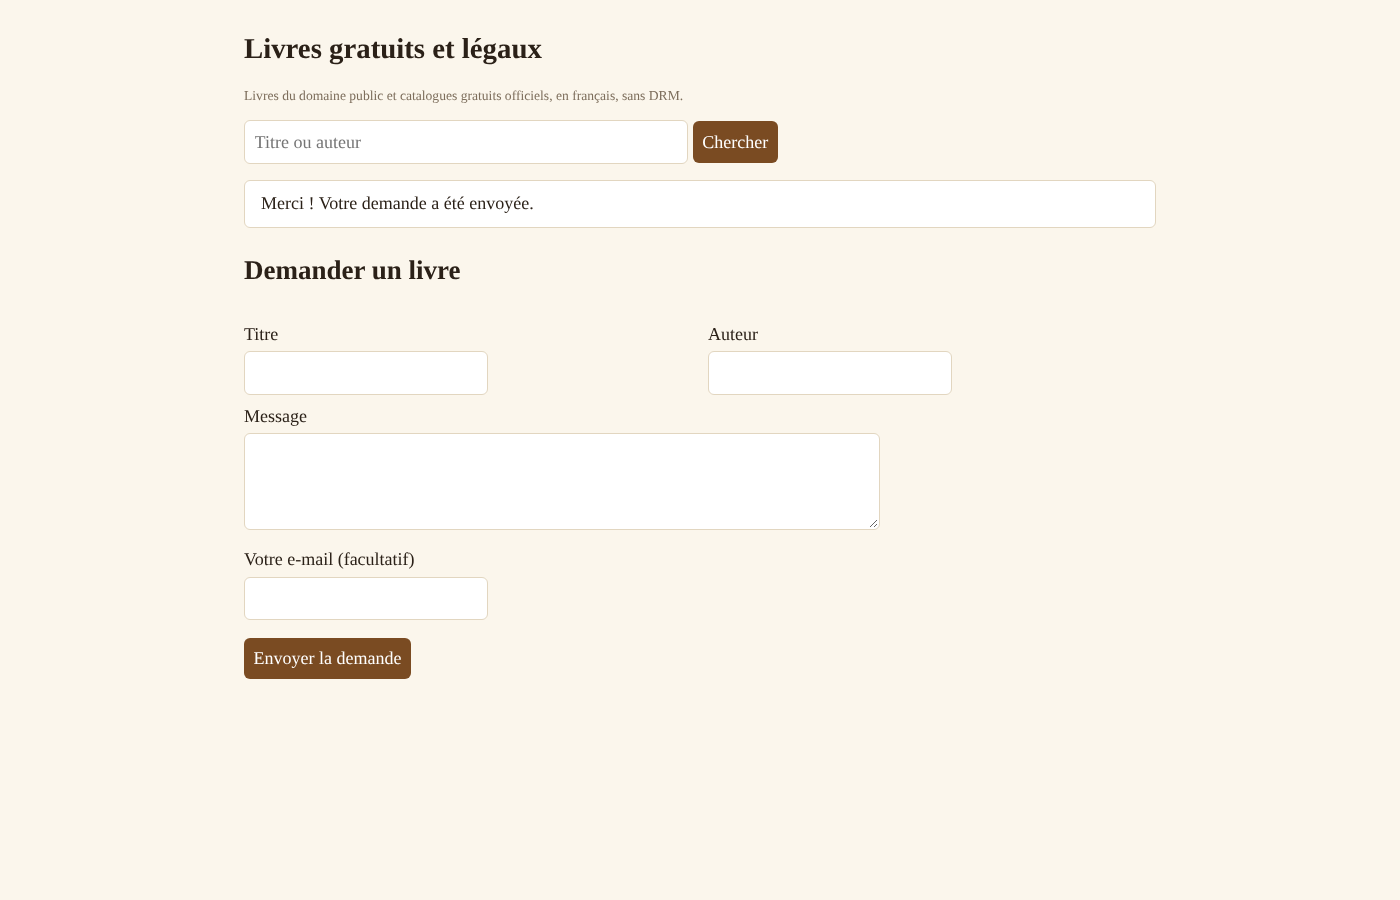 Livres gratuits et légaux
Livres du domaine public et catalogues gratuits officiels, en français, sans DRM.
Titre ou auteur
Chercher
Merci ! Votre demande a été envoyée.
Demander un livre
Titre
Auteur
Message
Votre e-mail (facultatif)
Envoyer la demande